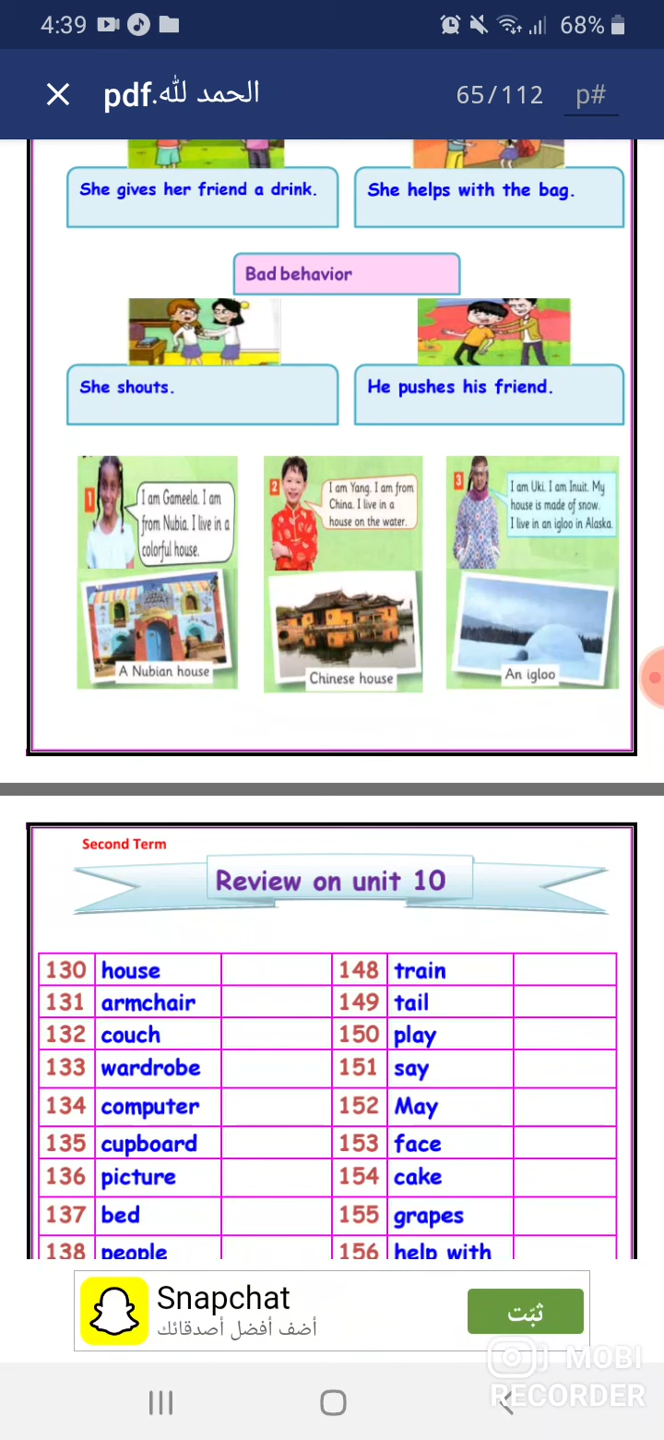 4:39
68%
pdf.الحمد لله
65/112
p#
She gives her friend a drink.
She helps with the bag.
Bad behavior
She shouts.
He pushes his friend.
1
I am Gameela. I am
from Nubia. I live in a
colorful house.
A Nubian house
2
I am Yang. I am from
China. I live in a
house on the water.
Chinese house
3
I am Uki. I am Inuit. My
house is made of snow.
I live in an igloo in Alaska.
An igloo
Second Term
Review on unit 10
130 house 148 train
131 armchair 149 tail
132 couch 150 play
133 wardrobe 151 say
134 computer 152 May
135 cupboard 153 face
136 picture 154 cake
137 bed 155 grapes
138 people 156 help with
Snapchat
أضف أفضل أصدقائك
ثبَت
MOBI
RECORDER